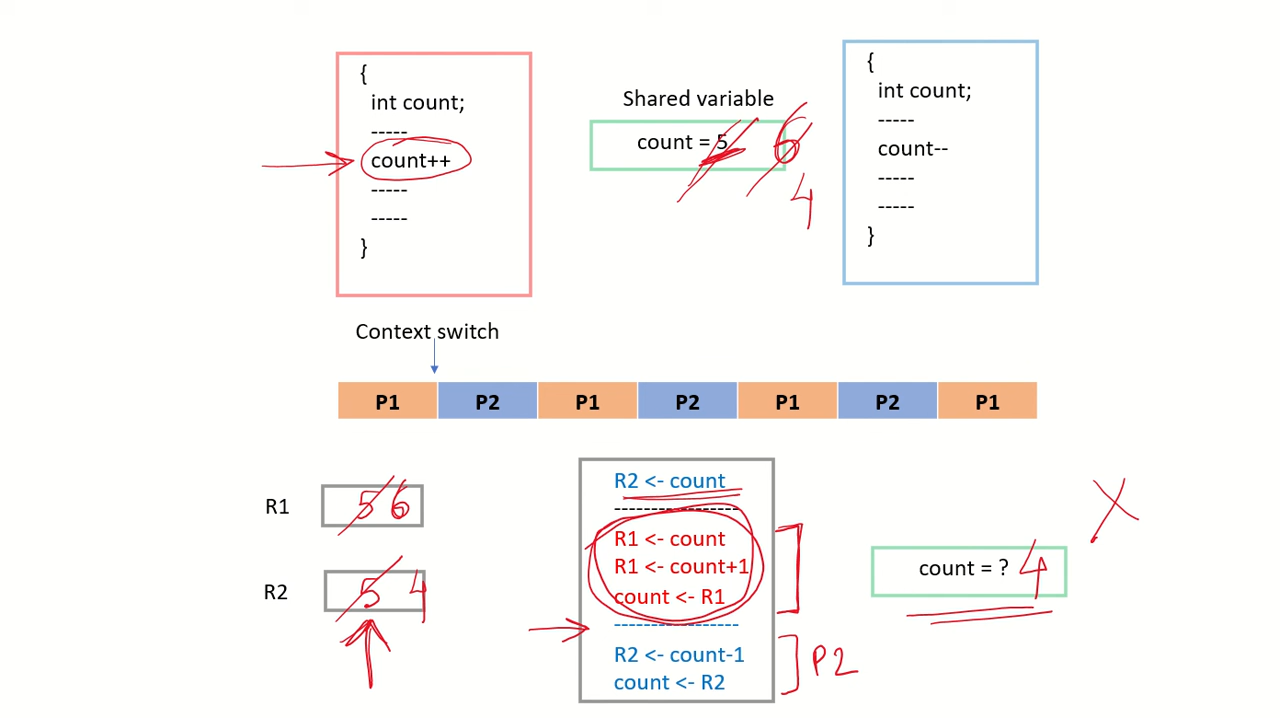 {
int count;
-----
count++
-----
-----
}
Shared variable
count = 5 6
4
{
int count;
-----
count--
-----
-----
}
Context switch
P1 P2 P1 P2 P1 P2 P1
R1 5 6
R2 5 4
R2 <- count
-------------------
R1 <- count
R1 <- count+1
count <- R1
-------------------
R2 <- count-1
count <- R2
P2
count = ? 4
X